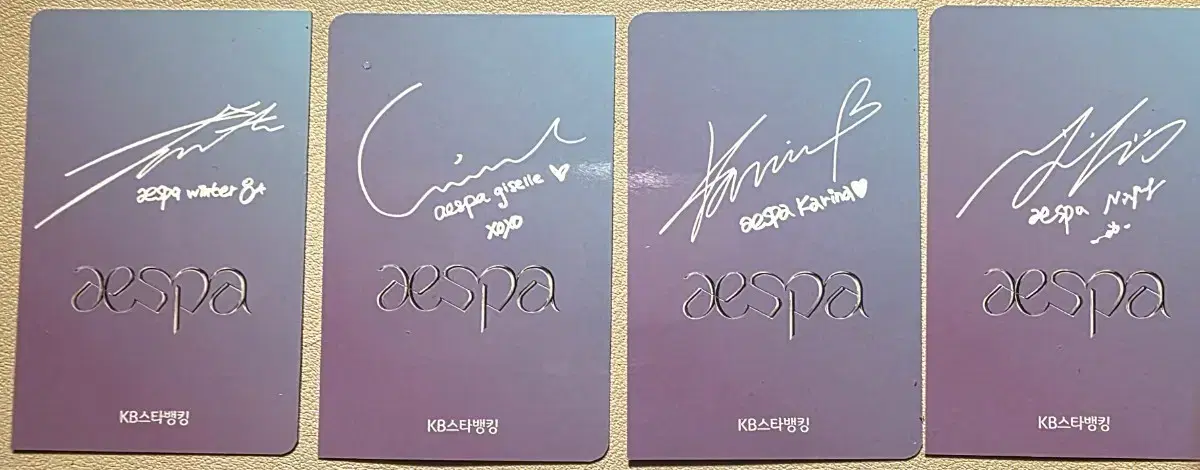 aespa winter
aespa
KB스타뱅킹
aespa giselle ♡
xoxo
aespa
KB스타뱅킹
Karina
aespa Karina♥
aespa
KB스타뱅킹
aespa
aespa
KB스타뱅킹